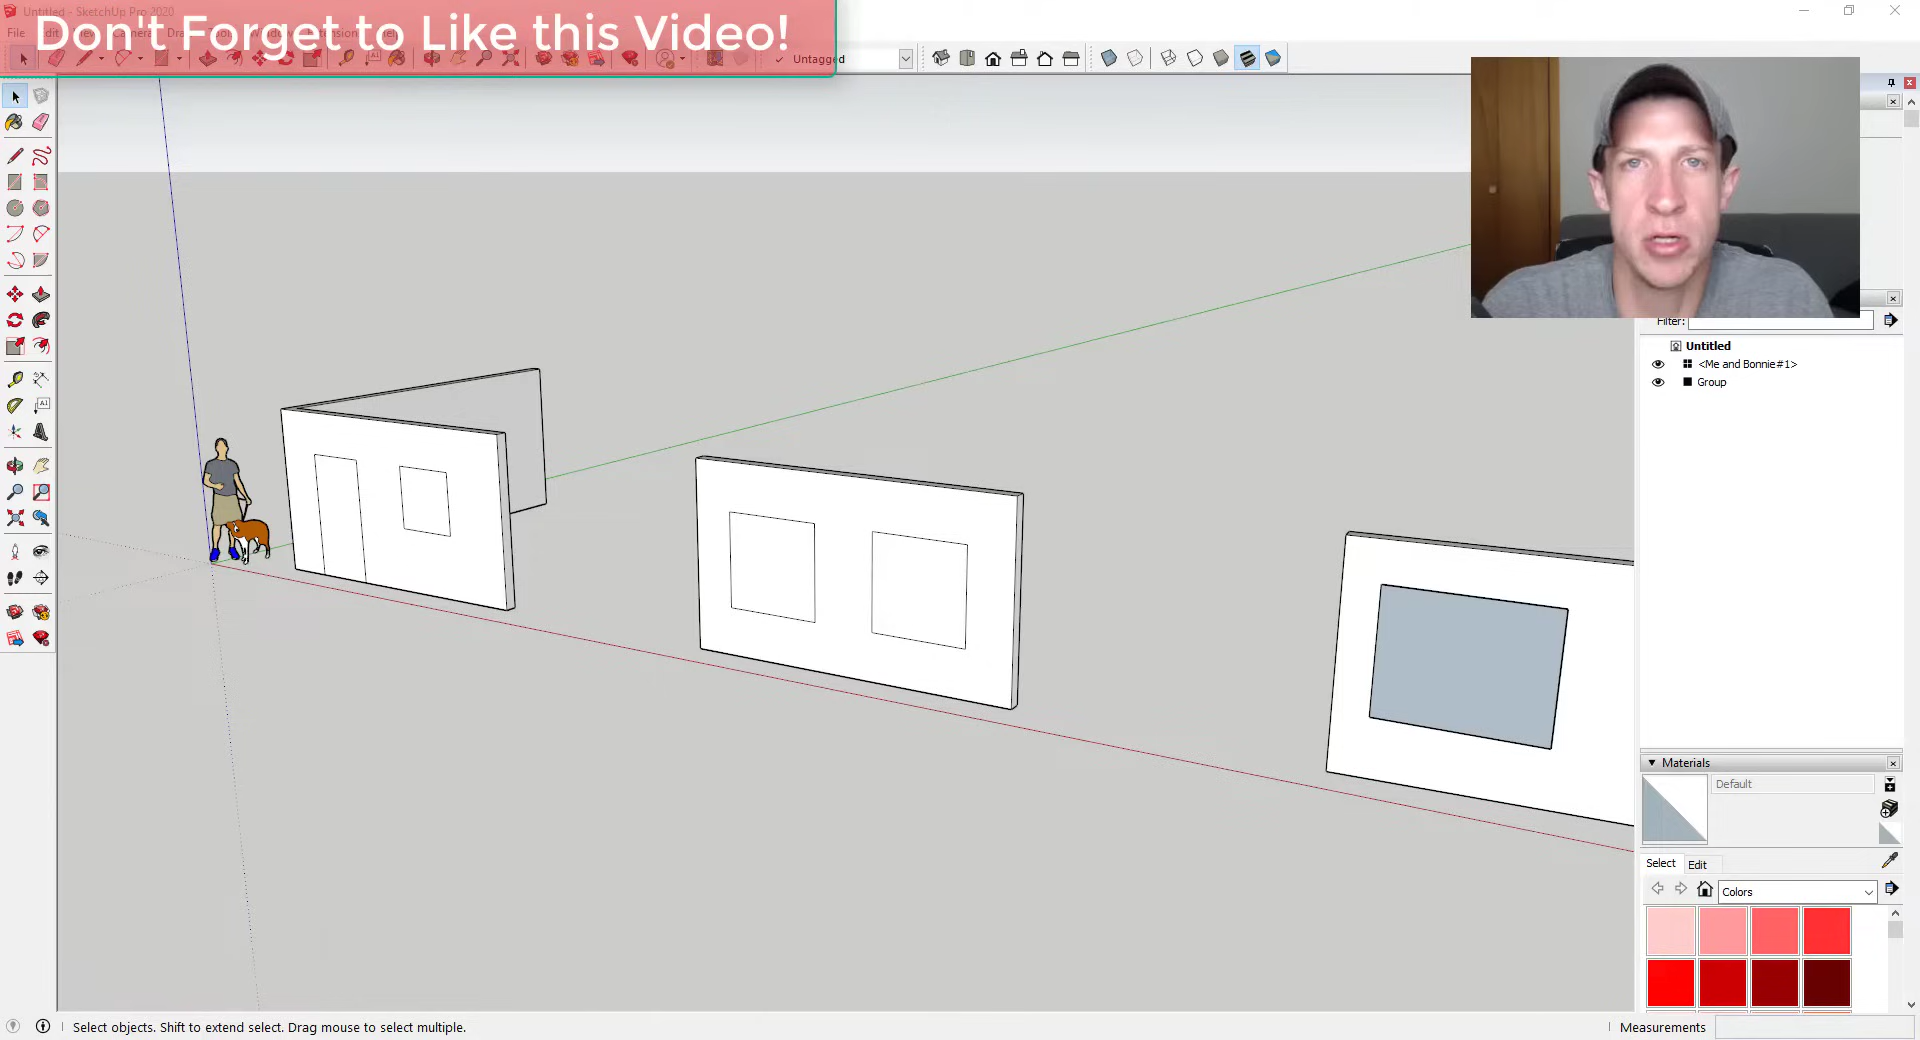 Untitled - SketchUp Pro 2020
Don't Forget to Like this Video!
File
Untagged
Filter:
Untitled
<Me and Bonnie#1>
Group
Materials
Default
Select Edit
Colors
Select objects. Shift to extend select. Drag mouse to select multiple.
Measurements